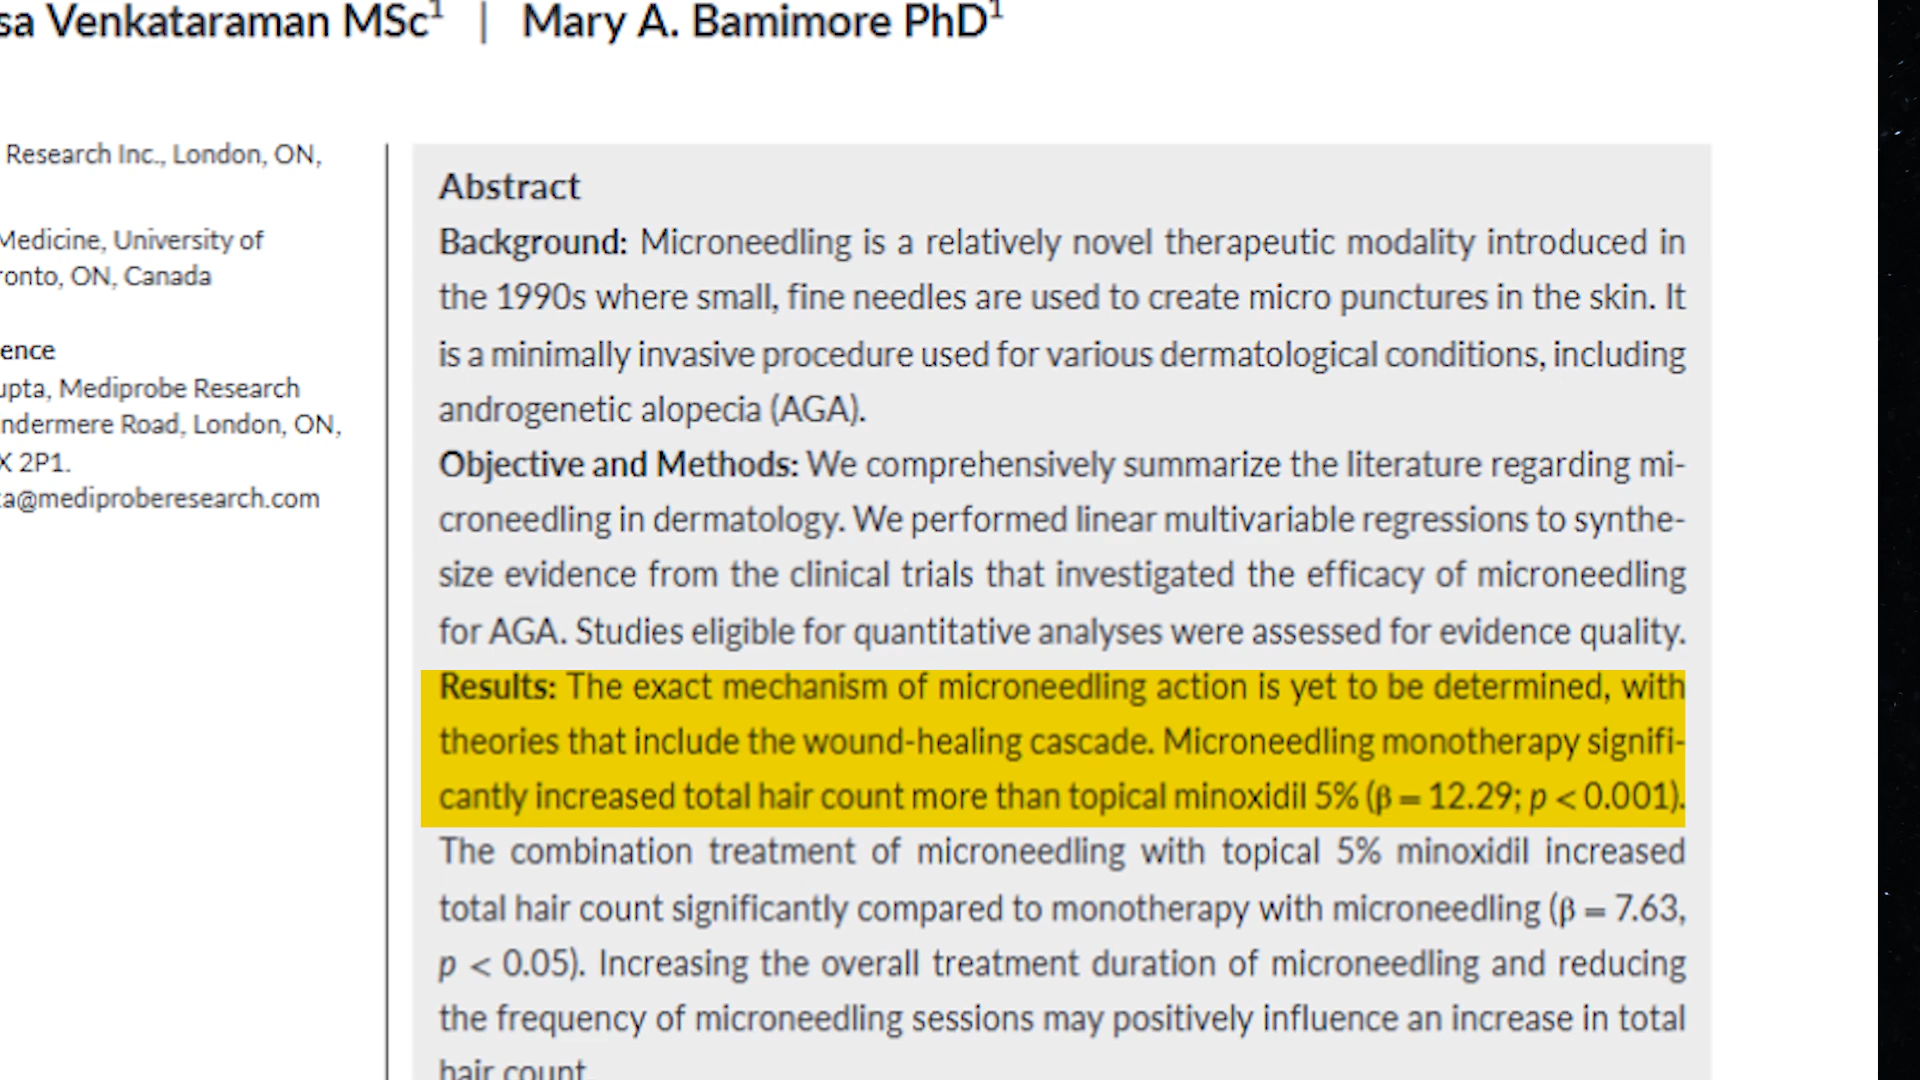 Venkataraman MSc1 | Mary A. Bamimore PhD1
Research Inc., London, ON,
Medicine, University of
ON, Canada
Mediprobe Research
Road, London, ON,
2P1.
Abstract
Background: Microneedling is a relatively novel therapeutic modality introduced in
the 1990s where small, fine needles are used to create micro punctures in the skin. It
is a minimally invasive procedure used for various dermatological conditions, including
androgenetic alopecia (AGA).
Objective and Methods: We comprehensively summarize the literature regarding mi-
croneedling in dermatology. We performed linear multivariable regressions to synthe-
size evidence from the clinical trials that investigated the efficacy of microneedling
for AGA. Studies eligible for quantitative analyses were assessed for evidence quality.
Results: The exact mechanism of microneedling action is yet to be determined, with
theories that include the wound-healing cascade. Microneedling monotherapy signifi-
cantly increased total hair count more than topical minoxidil 5% (β = 12.29; p < 0.001).
The combination treatment of microneedling with topical 5% minoxidil increased
total hair count significantly compared to monotherapy with microneedling (β = 7.63,
p < 0.05). Increasing the overall treatment duration of microneedling and reducing
the frequency of microneedling sessions may positively influence an increase in total
hair count.